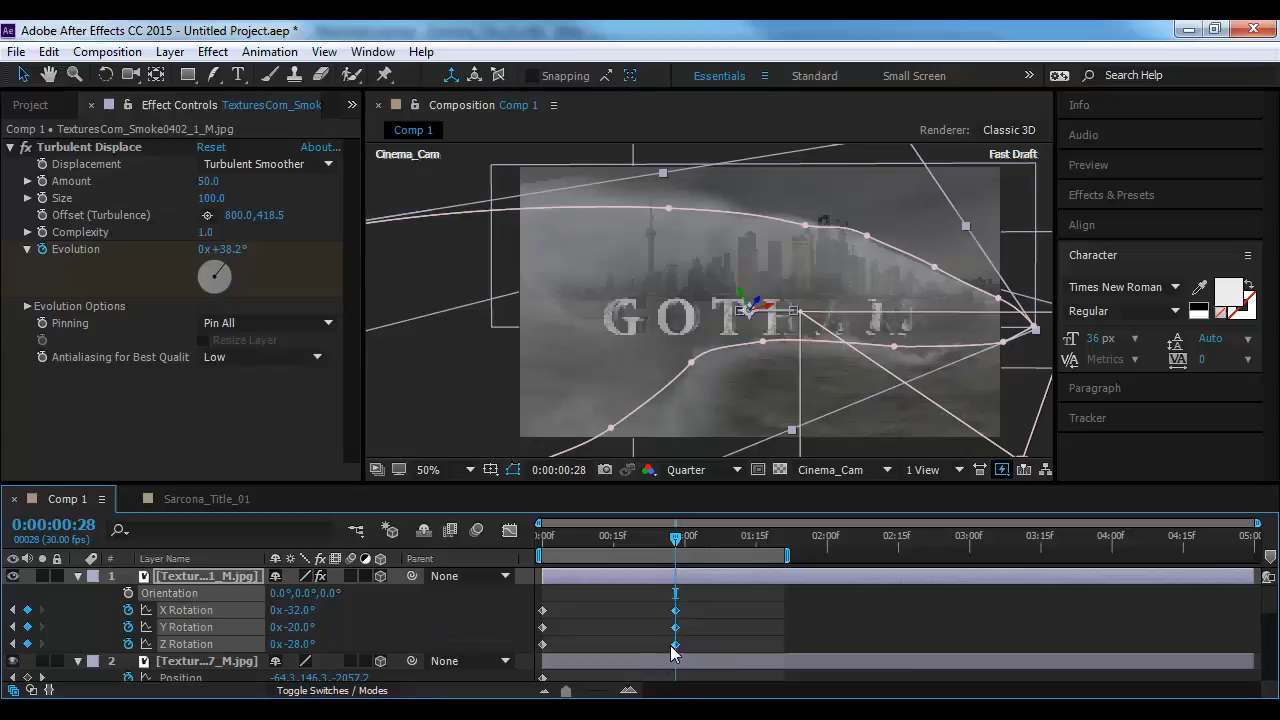 Adobe After Effects CC 2015 - Untitled Project.aep *
File Edit Composition Layer Effect Animation View Window Help
Snapping Essentials Standard Small Screen Search Help
Project Effect Controls TexturesCom_Smok
Composition Comp 1
Info
Comp 1 • TexturesCom_Smoke0402_1_M.jpg
Comp 1
Renderer: Classic 3D
Audio
fx Turbulent Displace Reset About...
Cinema_Cam
Fast Draft
Displacement Turbulent Smoother
Preview
Amount 50.0
Size 100.0
Effects & Presets
Offset (Turbulence) 800.0,418.5
Align
Complexity 1.0
Evolution 0x+38.2°
Character
Times New Roman
Evolution Options
Regular
Pinning Pin All
GOTH
Resize Layer
36 px Auto
Antialiasing for Best Qualit Low
Metrics 0
Paragraph
Tracker
50% 0:00:00:28 Quarter Cinema_Cam 1 View
Comp 1 Sarcona_Title_01
0:00:00:28
00028 (30.00 fps)
:00f 00:15f :00f 01:15f 02:00f 02:15f 03:00f 03:15f 04:00f 04:15f 05:00
# Layer Name Parent
1 [Textur...1_M.jpg] None
Orientation 0.0°,0.0°,0.0°
X Rotation 0x-32.0°
Y Rotation 0x-20.0°
Z Rotation 0x-28.0°
2 [Textur...7_M.jpg] None
Position -64.3,146.3,-2057.2
Toggle Switches / Modes